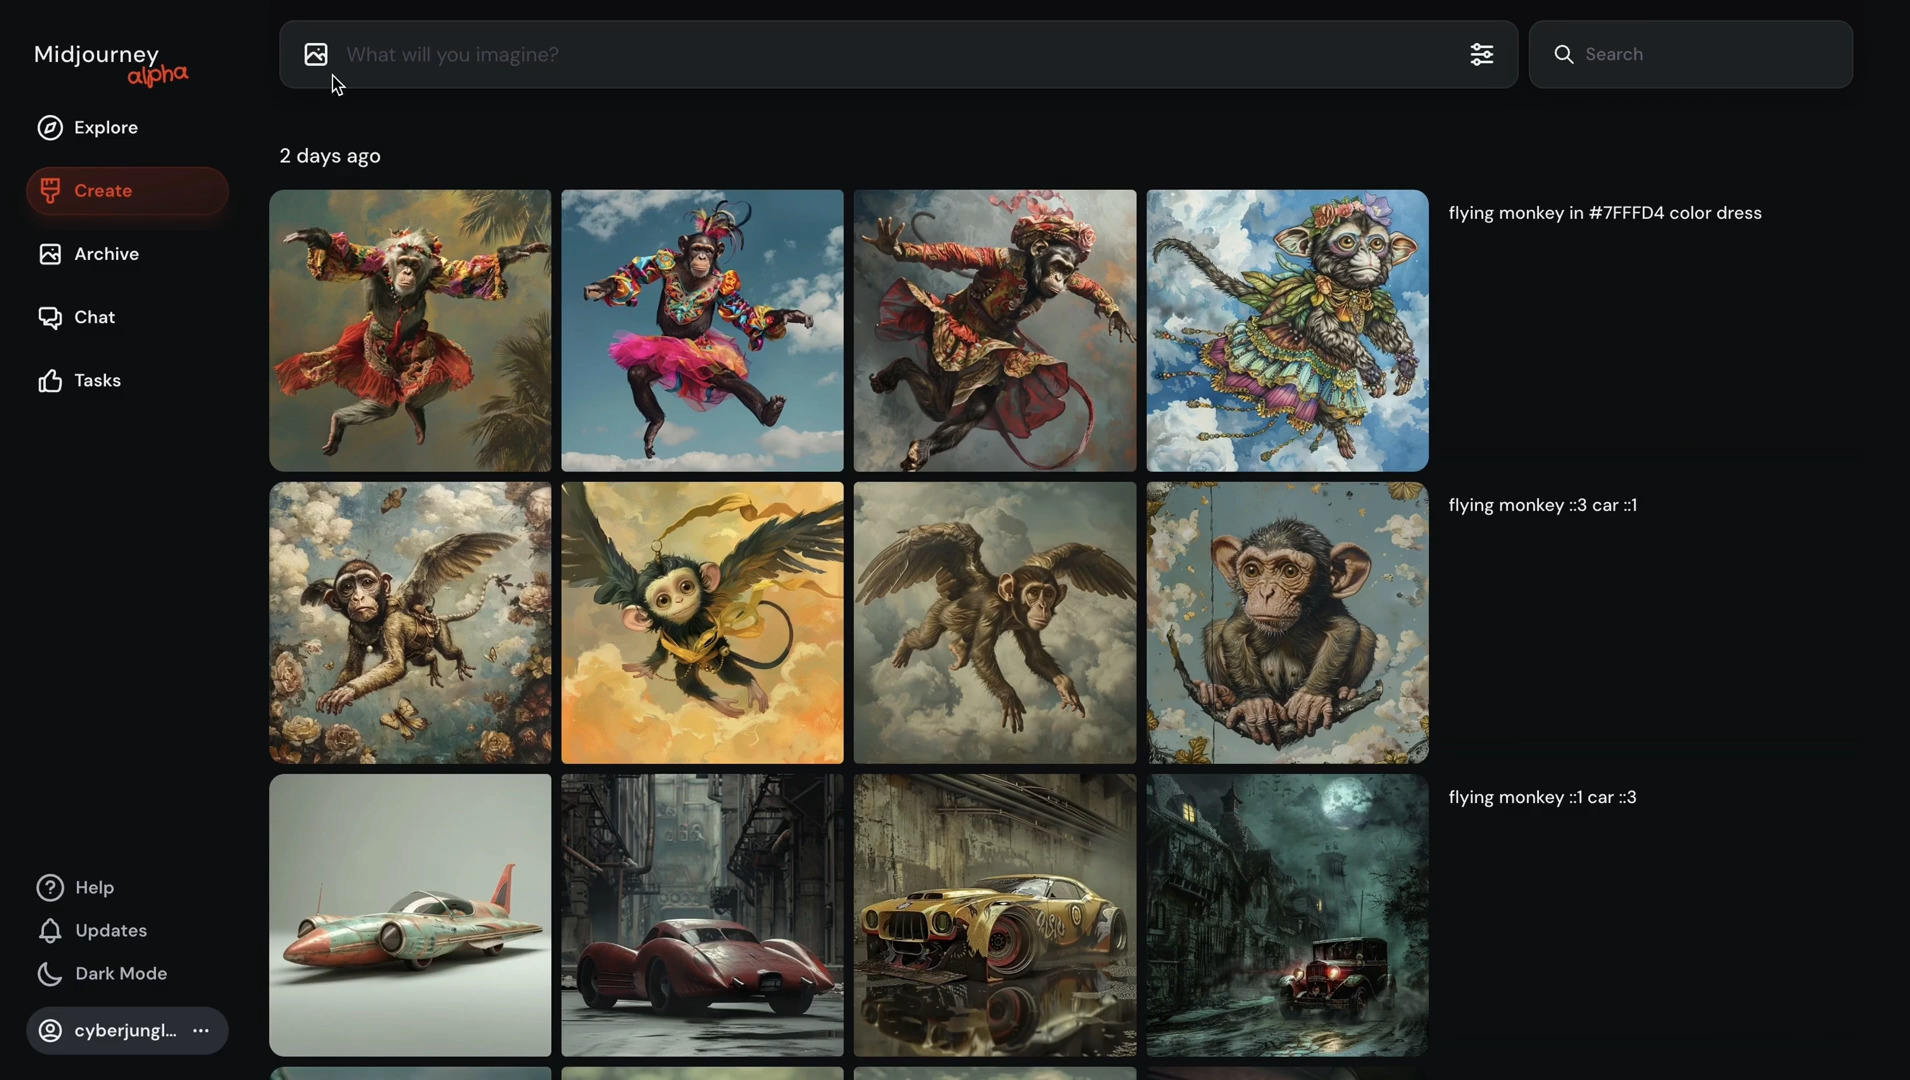 Midjourney
alpha
What will you imagine?
Search
Explore
Create
Archive
Chat
Tasks
2 days ago
flying monkey in #7FFFD4 color dress
flying monkey ::3 car ::1
flying monkey ::1 car ::3
Help
Updates
Dark Mode
cyberjungl...